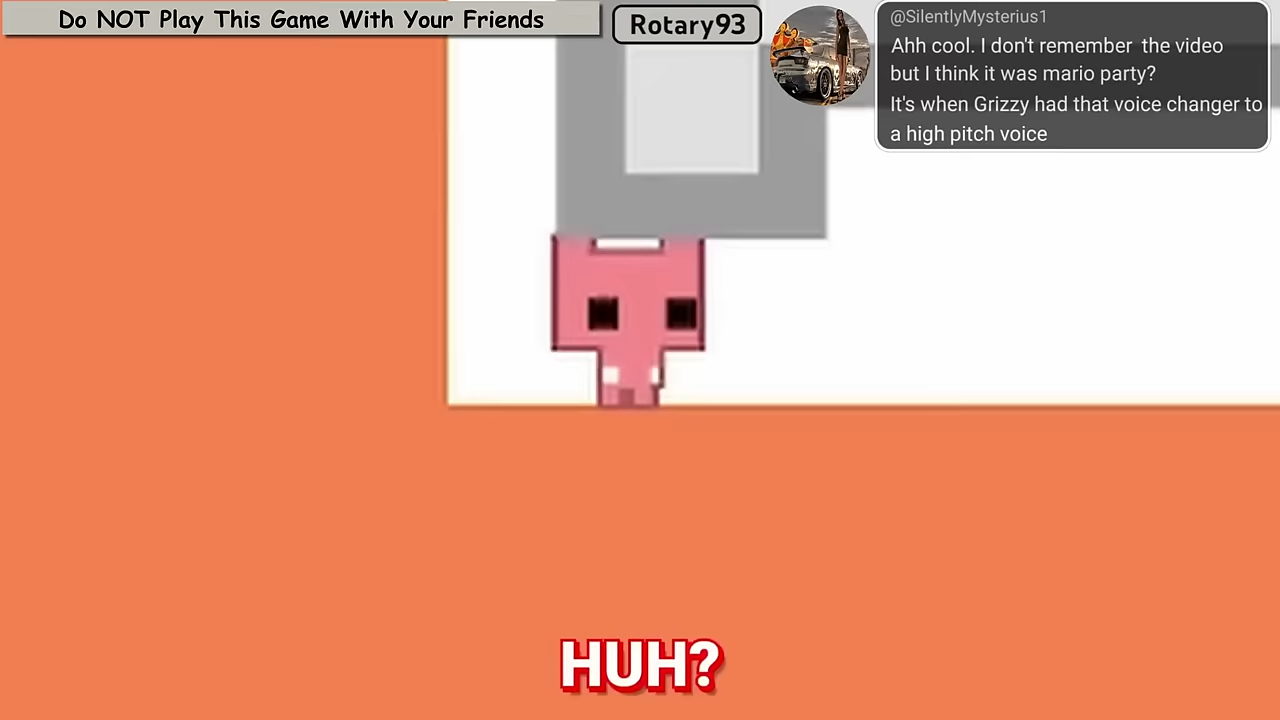 Do NOT Play This Game With Your Friends
Rotary93
@SilentlyMysterius1
Ahh cool. I don't remember the video
but I think it was mario party?
It's when Grizzy had that voice changer to
a high pitch voice
HUH?